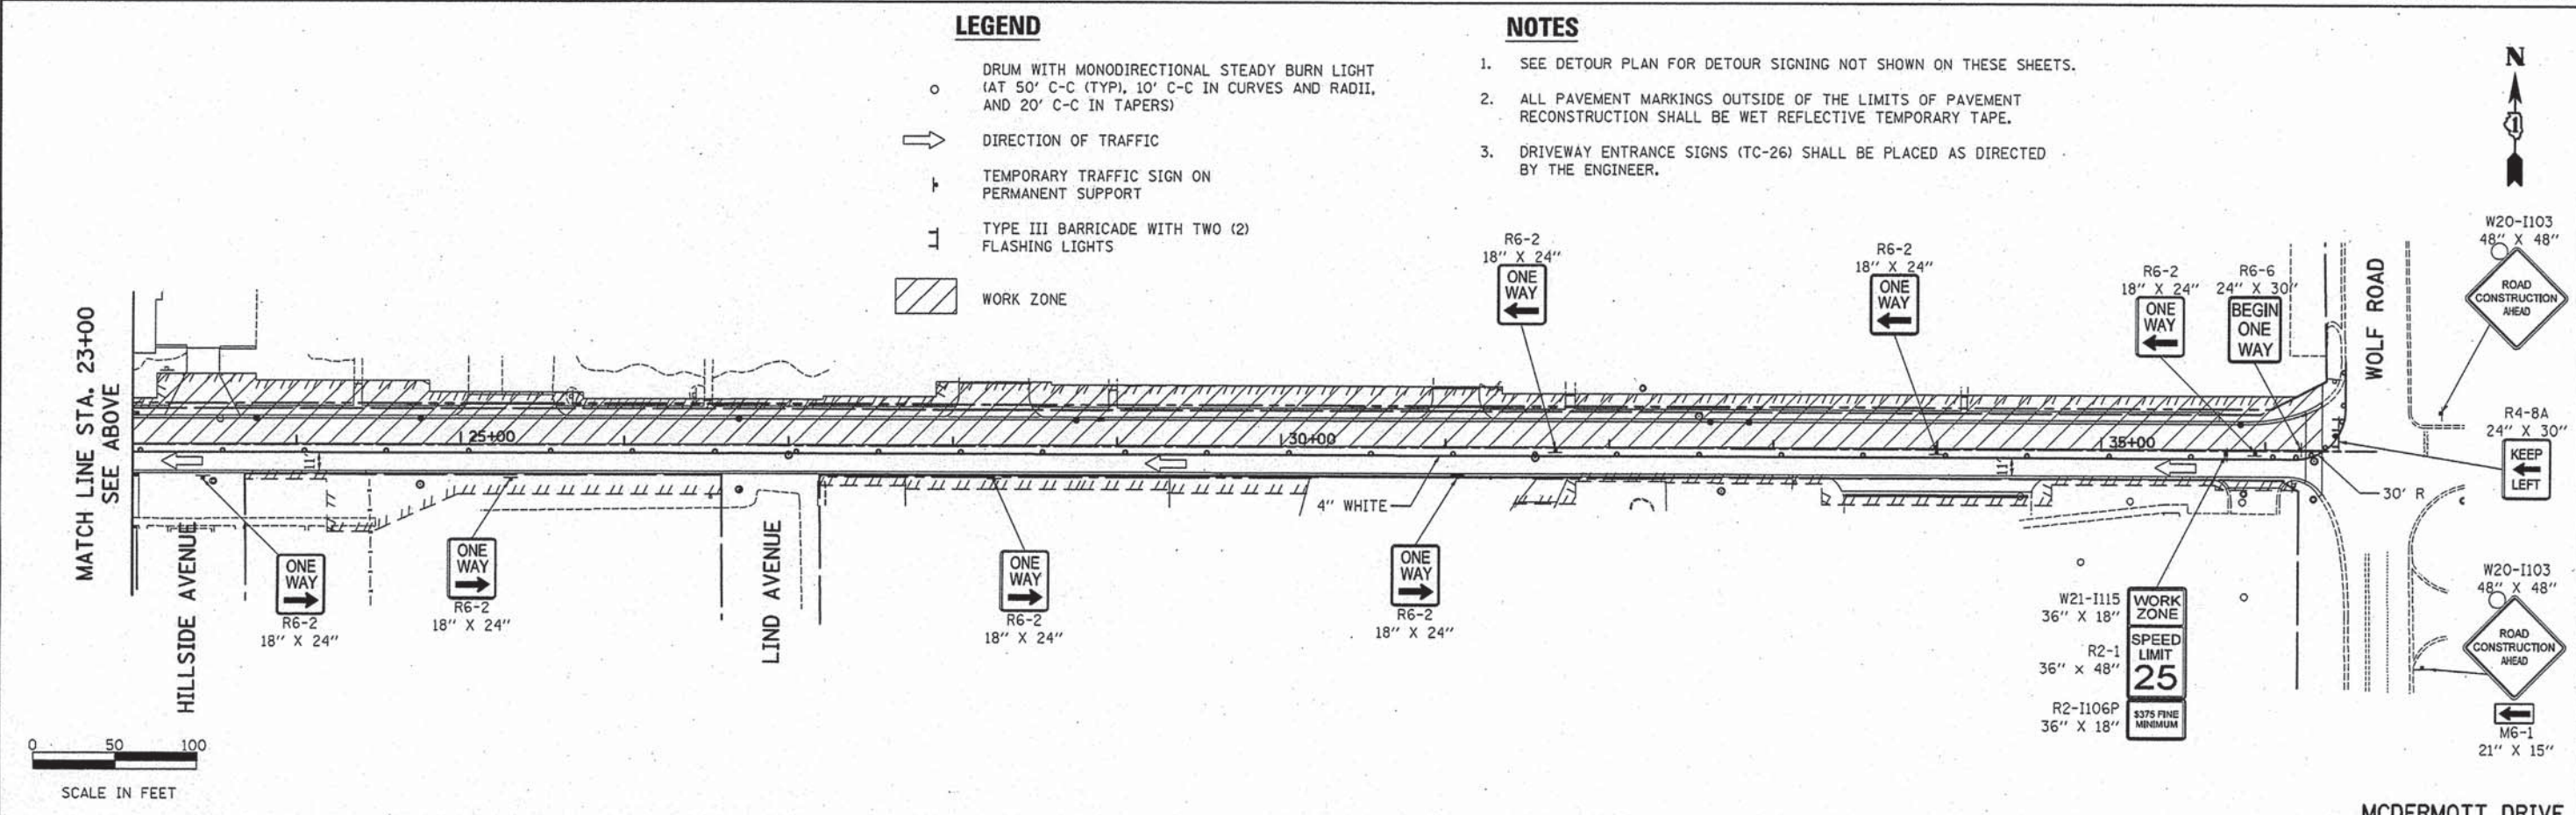 LEGEND
DRUM WITH MONODIRECTIONAL STEADY BURN LIGHT
(AT 50' C-C (TYP), 10' C-C IN CURVES AND RADII,
AND 20' C-C IN TAPERS)
DIRECTION OF TRAFFIC
TEMPORARY TRAFFIC SIGN ON
PERMANENT SUPPORT
TYPE III BARRICADE WITH TWO (2)
FLASHING LIGHTS
WORK ZONE
NOTES
1. SEE DETOUR PLAN FOR DETOUR SIGNING NOT SHOWN ON THESE SHEETS.
2. ALL PAVEMENT MARKINGS OUTSIDE OF THE LIMITS OF PAVEMENT
RECONSTRUCTION SHALL BE WET REFLECTIVE TEMPORARY TAPE.
3. DRIVEWAY ENTRANCE SIGNS (TC-26) SHALL BE PLACED AS DIRECTED
BY THE ENGINEER.
N
MATCH LINE STA. 23+00
SEE ABOVE
R6-2
18" X 24"
ONE
WAY
R6-2
18" X 24"
ONE
WAY
R6-2
18" X 24"
ONE
WAY
R6-6
24" X 30"
BEGIN
ONE
WAY
WOLF ROAD
W20-I103
48" X 48"
ROAD
CONSTRUCTION
AHEAD
R4-8A
24" X 30"
KEEP
LEFT
25+00
30+00
35+00
11'
11'
4" WHITE
30' R
HILLSIDE AVENUE
ONE
WAY
R6-2
18" X 24"
ONE
WAY
R6-2
18" X 24"
LIND AVENUE
ONE
WAY
R6-2
18" X 24"
ONE
WAY
R6-2
18" X 24"
W21-I115
36" X 18"
WORK
ZONE
R2-1
36" x 48"
SPEED
LIMIT
25
R2-I106P
36" X 18"
$375 FINE
MINIMUM
W20-I103
48" X 48"
ROAD
CONSTRUCTION
AHEAD
M6-1
21" X 15"
0 50 100
SCALE IN FEET
MCDERMOTT DRIVE